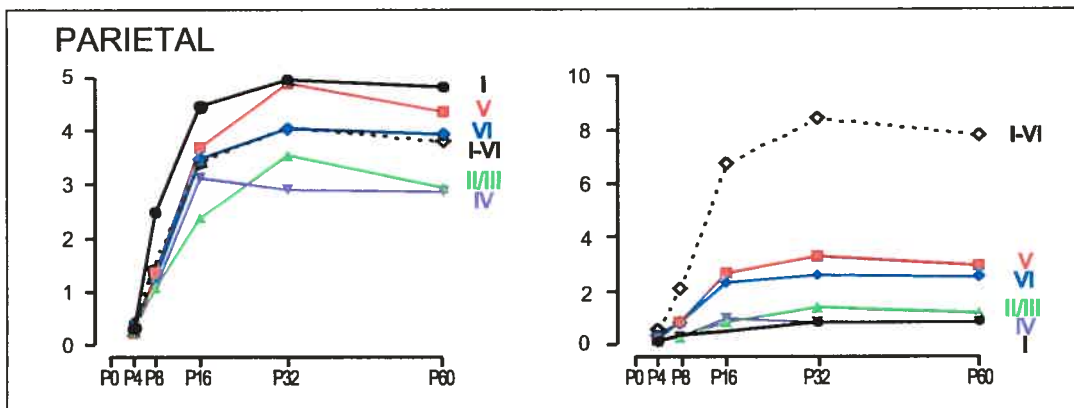 PARIETAL
5
4
3
2
1
0
P0 P4 P8 P16 P32 P60
I
V
VI
I-VI
II/III
IV
10
8
6
4
2
0
P0 P4 P8 P16 P32 P60
I-VI
V
VI
II/III
IV
I